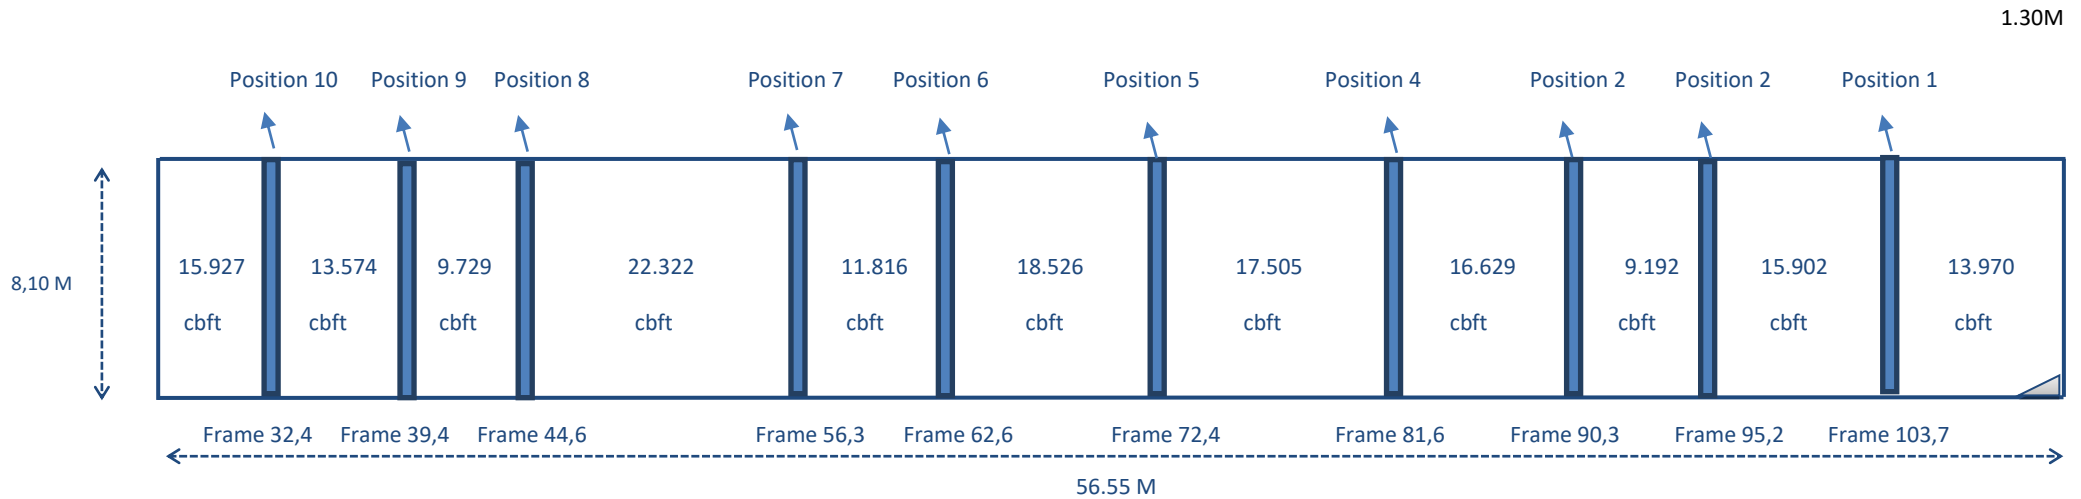 1.30M
Position 10 Position 9 Position 8 Position 7 Position 6 Position 5 Position 4 Position 2 Position 2 Position 1
15.927 13.574 9.729 22.322 11.816 18.526 17.505 16.629 9.192 15.902 13.970
8,10 M
cbft cbft cbft cbft cbft cbft cbft cbft cbft cbft cbft
Frame 32,4 Frame 39,4 Frame 44,6 Frame 56,3 Frame 62,6 Frame 72,4 Frame 81,6 Frame 90,3 Frame 95,2 Frame 103,7
56.55 M